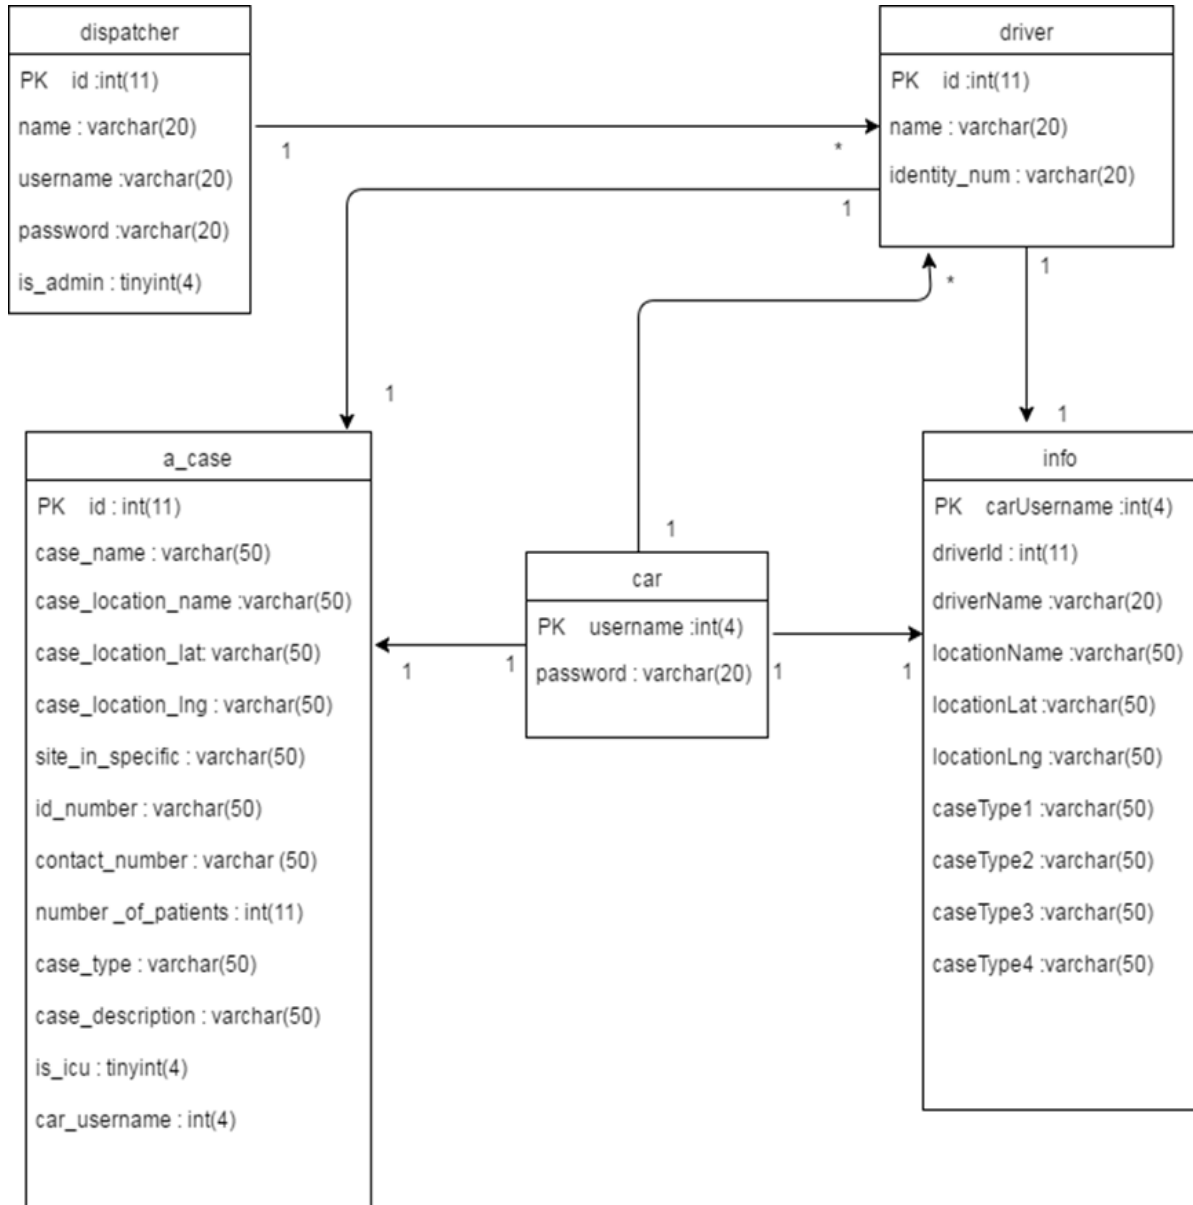 dispatcher
PK id :int(11)
name : varchar(20)
username :varchar(20)
password :varchar(20)
is_admin : tinyint(4)
driver
PK id :int(11)
name : varchar(20)
identity_num : varchar(20)
1
*
1
1
1
1
1
*
a_case
PK id : int(11)
case_name : varchar(50)
case_location_name :varchar(50)
case_location_lat: varchar(50)
case_location_lng : varchar(50)
site_in_specific : varchar(50)
id_number : varchar(50)
contact_number : varchar (50)
number _of_patients : int(11)
case_type : varchar(50)
case_description : varchar(50)
is_icu : tinyint(4)
car_username : int(4)
car
PK username :int(4)
password : varchar(20)
1
1
1
1
info
PK carUsername :int(4)
driverId : int(11)
driverName :varchar(20)
locationName :varchar(50)
locationLat :varchar(50)
locationLng :varchar(50)
caseType1 :varchar(50)
caseType2 :varchar(50)
caseType3 :varchar(50)
caseType4 :varchar(50)